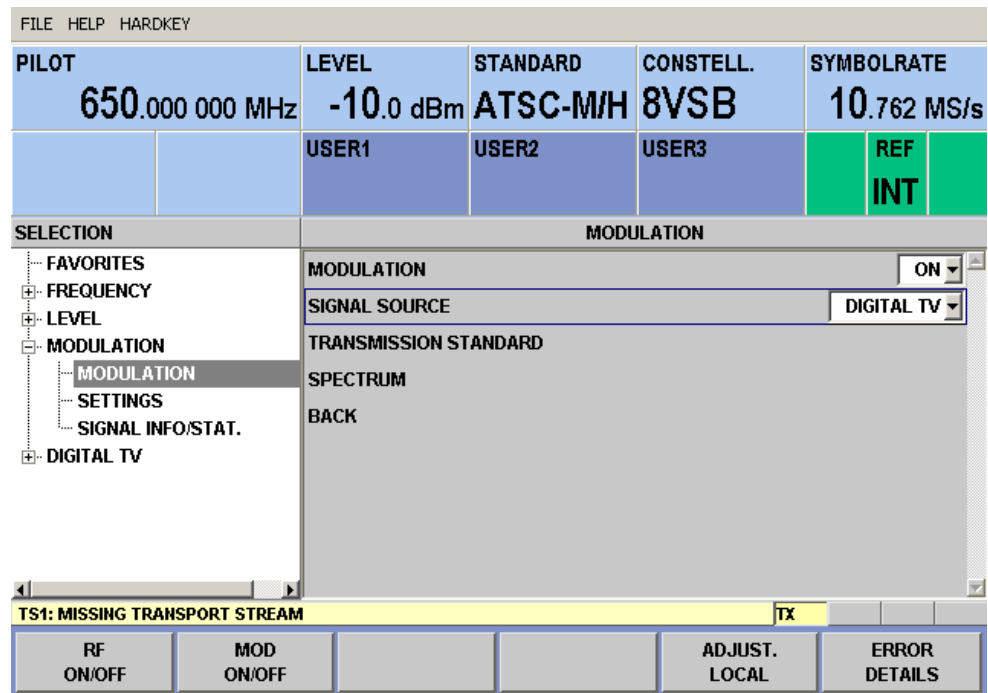 FILE HELP HARDKEY
PILOT LEVEL STANDARD CONSTELL. SYMBOLRATE
650.000 000 MHz -10.0 dBm ATSC-M/H 8VSB 10.762 MS/s
USER1 USER2 USER3 REF
INT
SELECTION MODULATION
FAVORITES
FREQUENCY
LEVEL
MODULATION
MODULATION
SETTINGS
SIGNAL INFO/STAT.
DIGITAL TV
MODULATION ON
SIGNAL SOURCE DIGITAL TV
TRANSMISSION STANDARD
SPECTRUM
BACK
TS1: MISSING TRANSPORT STREAM TX
RF ON/OFF
MOD ON/OFF
ADJUST. LOCAL
ERROR DETAILS